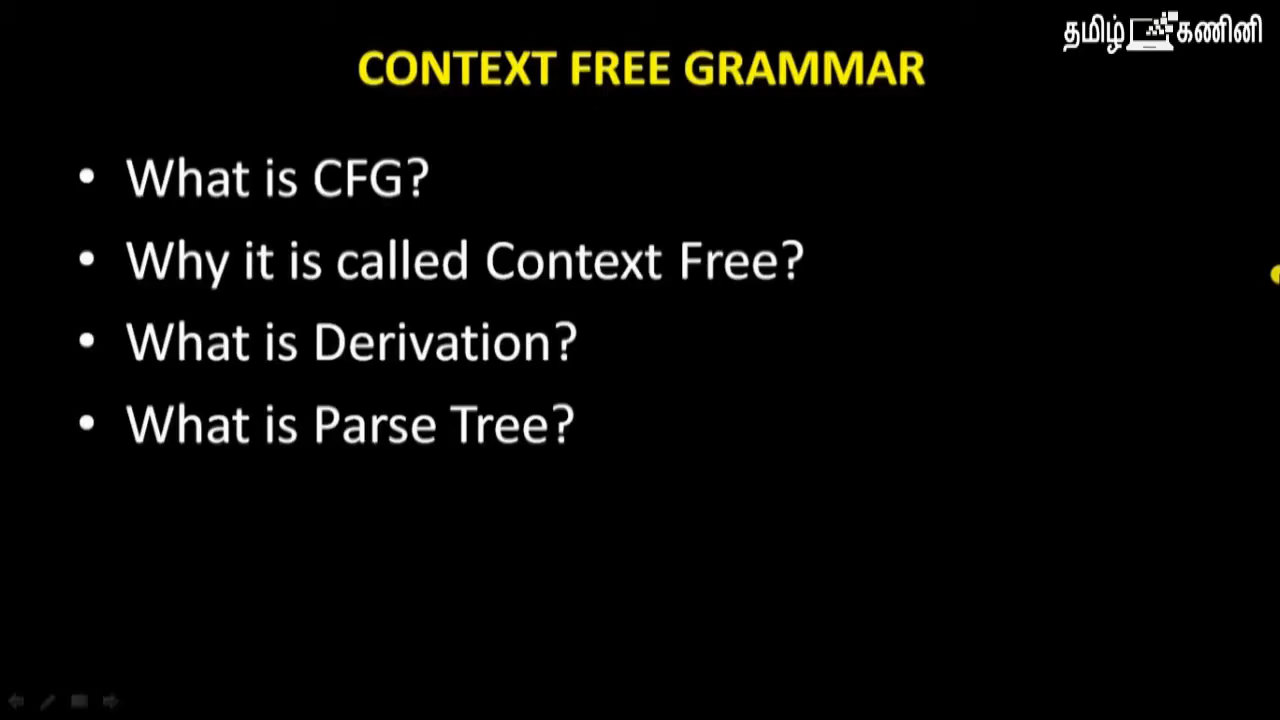 தமிழ் கணினி
CONTEXT FREE GRAMMAR
• What is CFG?
• Why it is called Context Free?
• What is Derivation?
• What is Parse Tree?